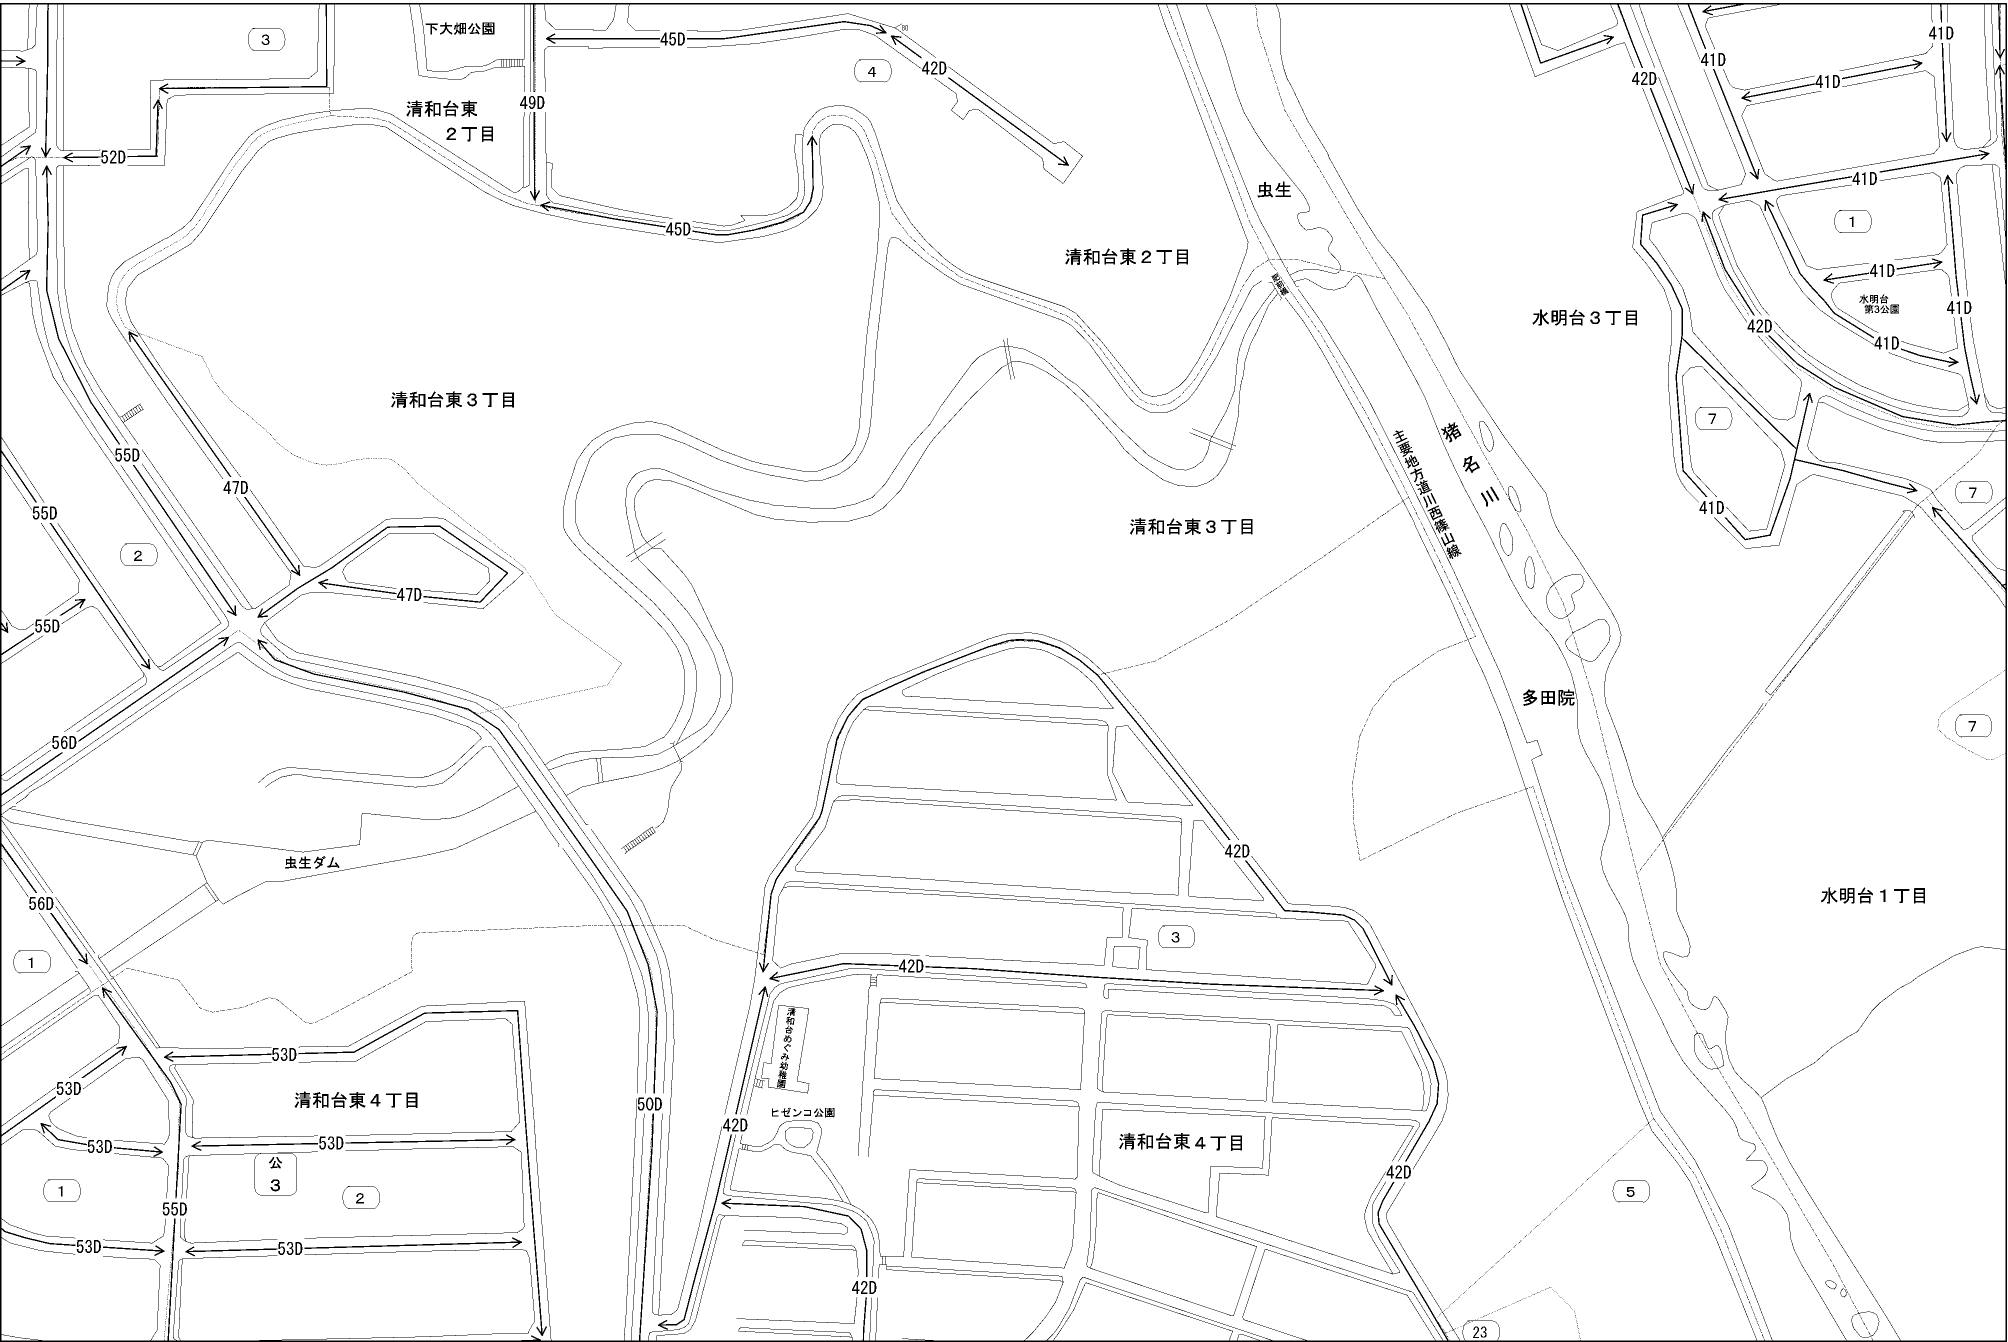 下大畑公園
3
45D
80
42D
4
41D
41D
42D
41D
49D
清和台東
２丁目
52D
41D
虫生
1
45D
清和台東２丁目
41D
肥前橋
水明台
第3公園
41D
水明台３丁目
42D
41D
清和台東３丁目
7
主要地方道川西篠山線
猪名川
55D
47D
7
55D
41D
清和台東３丁目
2
47D
55D
多田院
7
56D
42D
虫生ダム
水明台１丁目
56D
3
1
42D
清和台めぐみ幼稚園
53D
53D
清和台東４丁目
50D
ヒゼンコ公園
42D
清和台東４丁目
53D
53D
公
3
42D
1
2
5
55D
53D
53D
42D
23